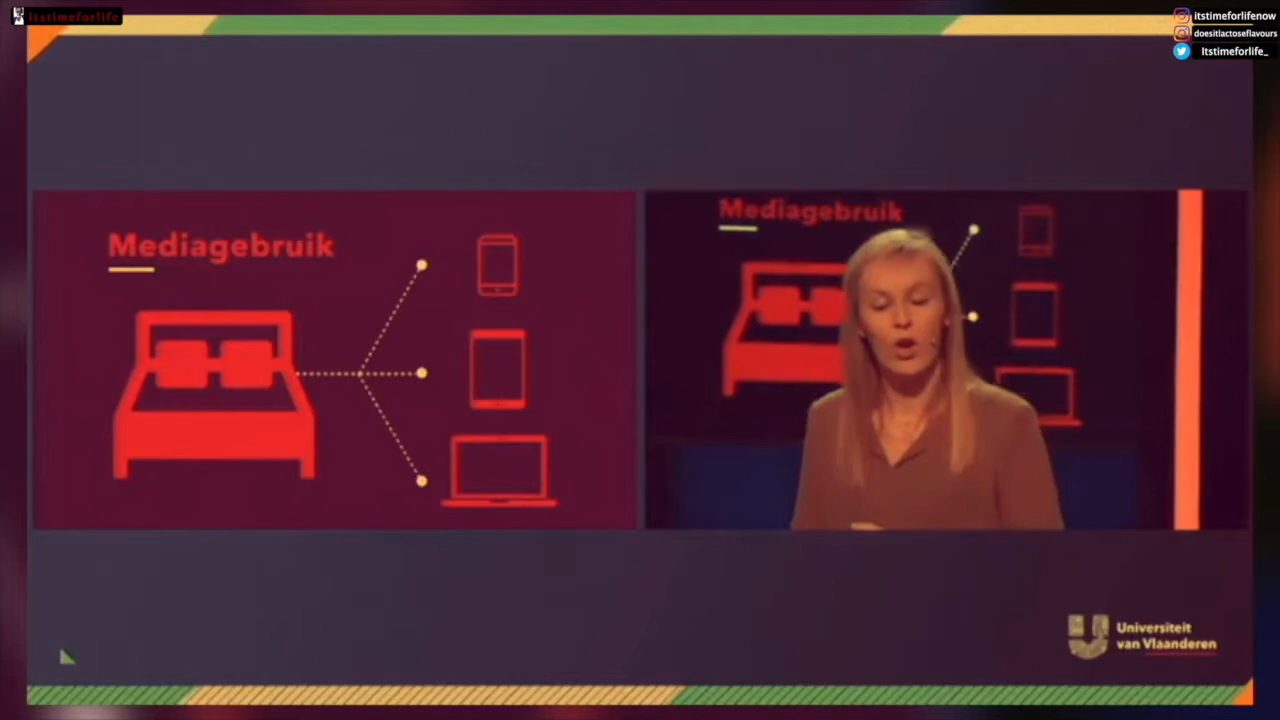 Itstimeforlife
itstimeforlifenow
doesitlactoseflavours
Itstimeforlife_
Mediagebruik
Mediagebruik
Universiteit
van Vlaanderen